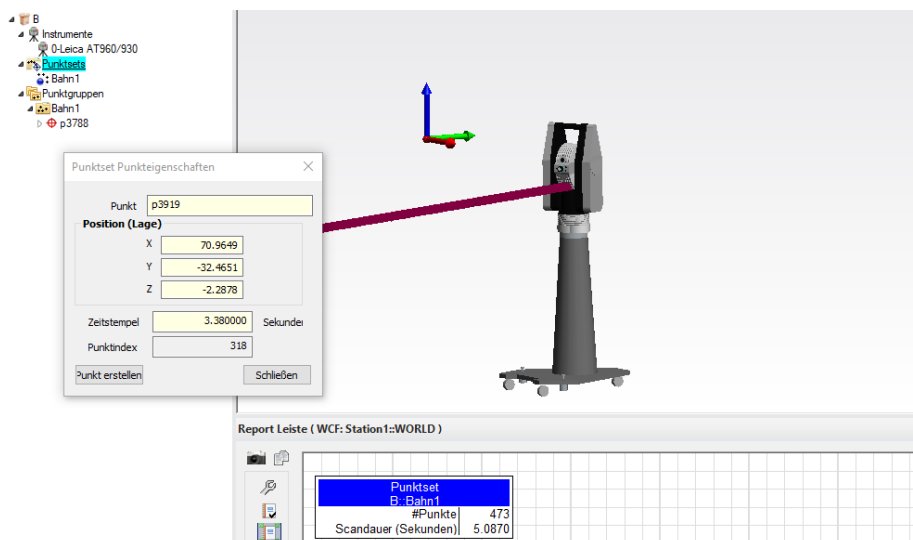 B
Instrumente
0-Leica AT960/930
Punktsets
Bahn1
Punktgruppen
Bahn1
p3788
Punktset Punkteigenschaften
Punkt p3919
Position (Lage)
X 70.9649
Y -32.4651
Z -2.2878
Zeitstempel 3.380000 Sekunder
Punktindex 318
Punkt erstellen Schließen
Report Leiste ( WCF: Station1::WORLD )
Punktset
B::Bahn1
#Punkte 473
Scandauer (Sekunden) 5.0870